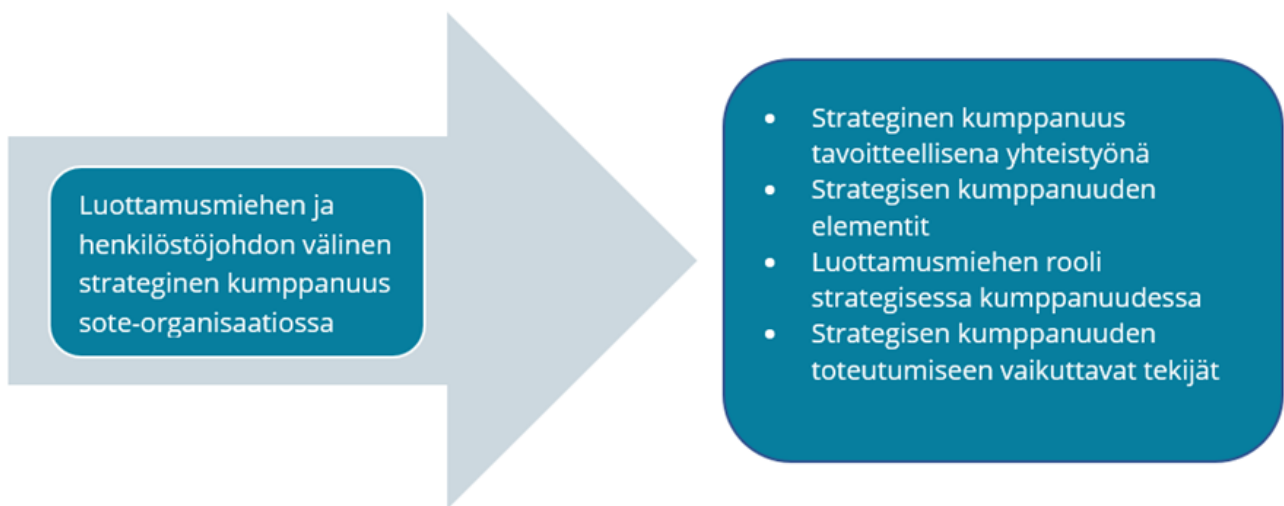 Luottamusmiehen ja
henkilöstöjohdon välinen
strateginen kumppanuus
sote-organisaatiossa
• Strateginen kumppanuus
tavoitteellisena yhteistyönä
• Strategisen kumppanuuden
elementit
• Luottamusmiehen rooli
strategisessa kumppanuudessa
• Strategisen kumppanuuden
toteutumiseen vaikuttavat tekijät